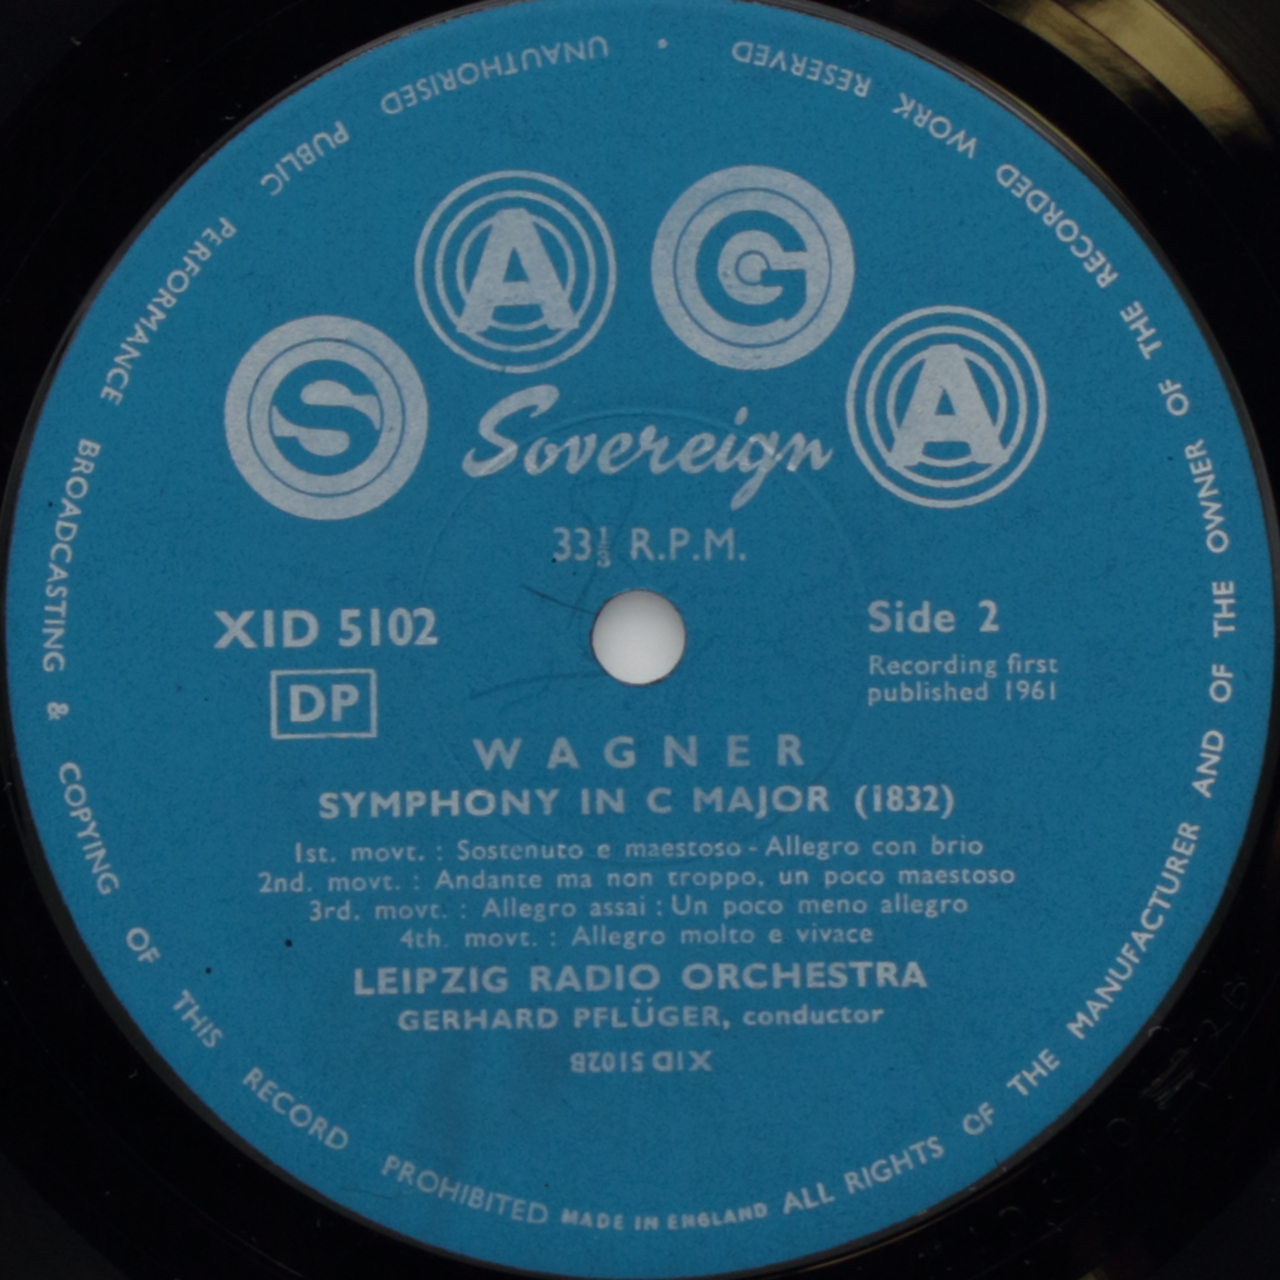 SAGA
Sovereign
33⅓ R.P.M.
XID 5102
DP
Side 2
Recording first
published 1961
WAGNER
SYMPHONY IN C MAJOR (1832)
1st. movt. : Sostenuto e maestoso - Allegro con brio
2nd. movt. : Andante ma non troppo, un poco maestoso
3rd. movt. : Allegro assai : Un poco meno allegro
4th. movt. : Allegro molto e vivace
LEIPZIG RADIO ORCHESTRA
GERHARD PFLÜGER, conductor
XID 5102B
ALL RIGHTS OF THE MANUFACTURER AND OF THE OWNER OF THE RECORDED WORK RESERVED • UNAUTHORISED PUBLIC PERFORMANCE BROADCASTING & COPYING OF THIS RECORD PROHIBITED
MADE IN ENGLAND